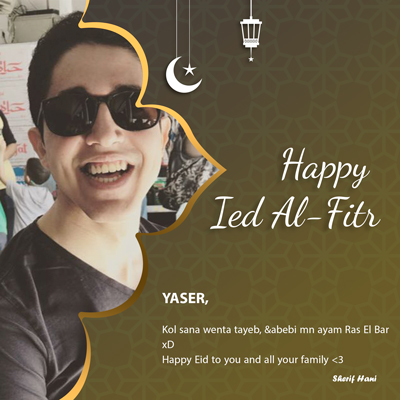 Happy
Ied Al-Fitr
YASER,
Kol sana wenta tayeb, &abebi mn ayam Ras El Bar
xD
Happy Eid to you and all your family <3
Sherif Hani